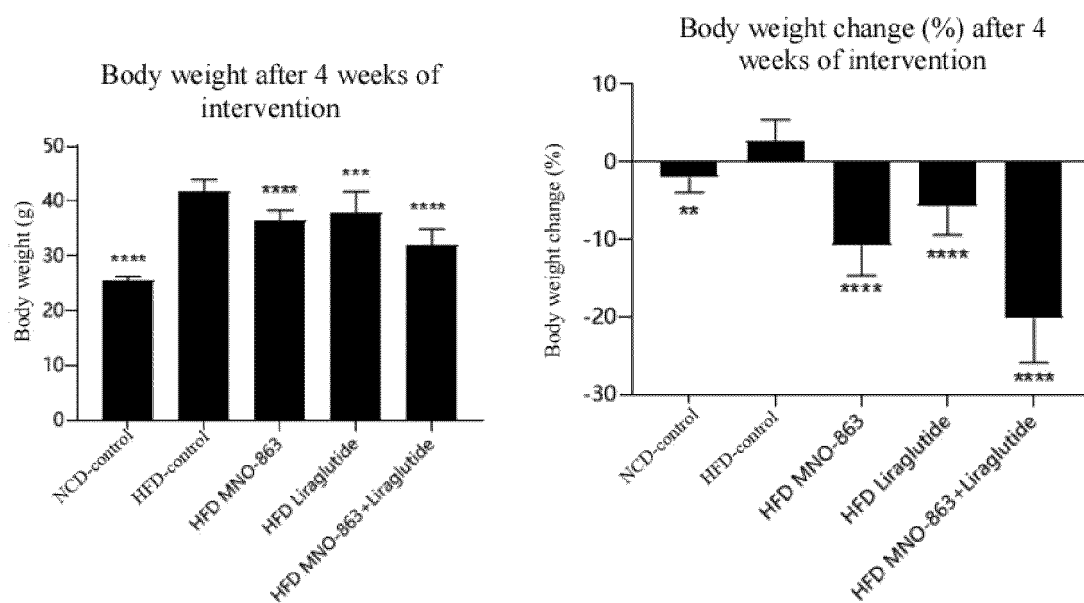 Body weight after 4 weeks of
intervention
Body weight (g)
50
40
30
20
10
0
****
****
***
****
NCD-control
HFD-control
HFD MNO-863
HFD Liraglutide
HFD MNO-863+Liraglutide
Body weight change (%) after 4
weeks of intervention
Body weight change (%)
10
0
-10
-20
-30
**
****
****
****
NCD-control
HFD-control
HFD MNO-863
HFD Liraglutide
HFD MNO-863+Liraglutide